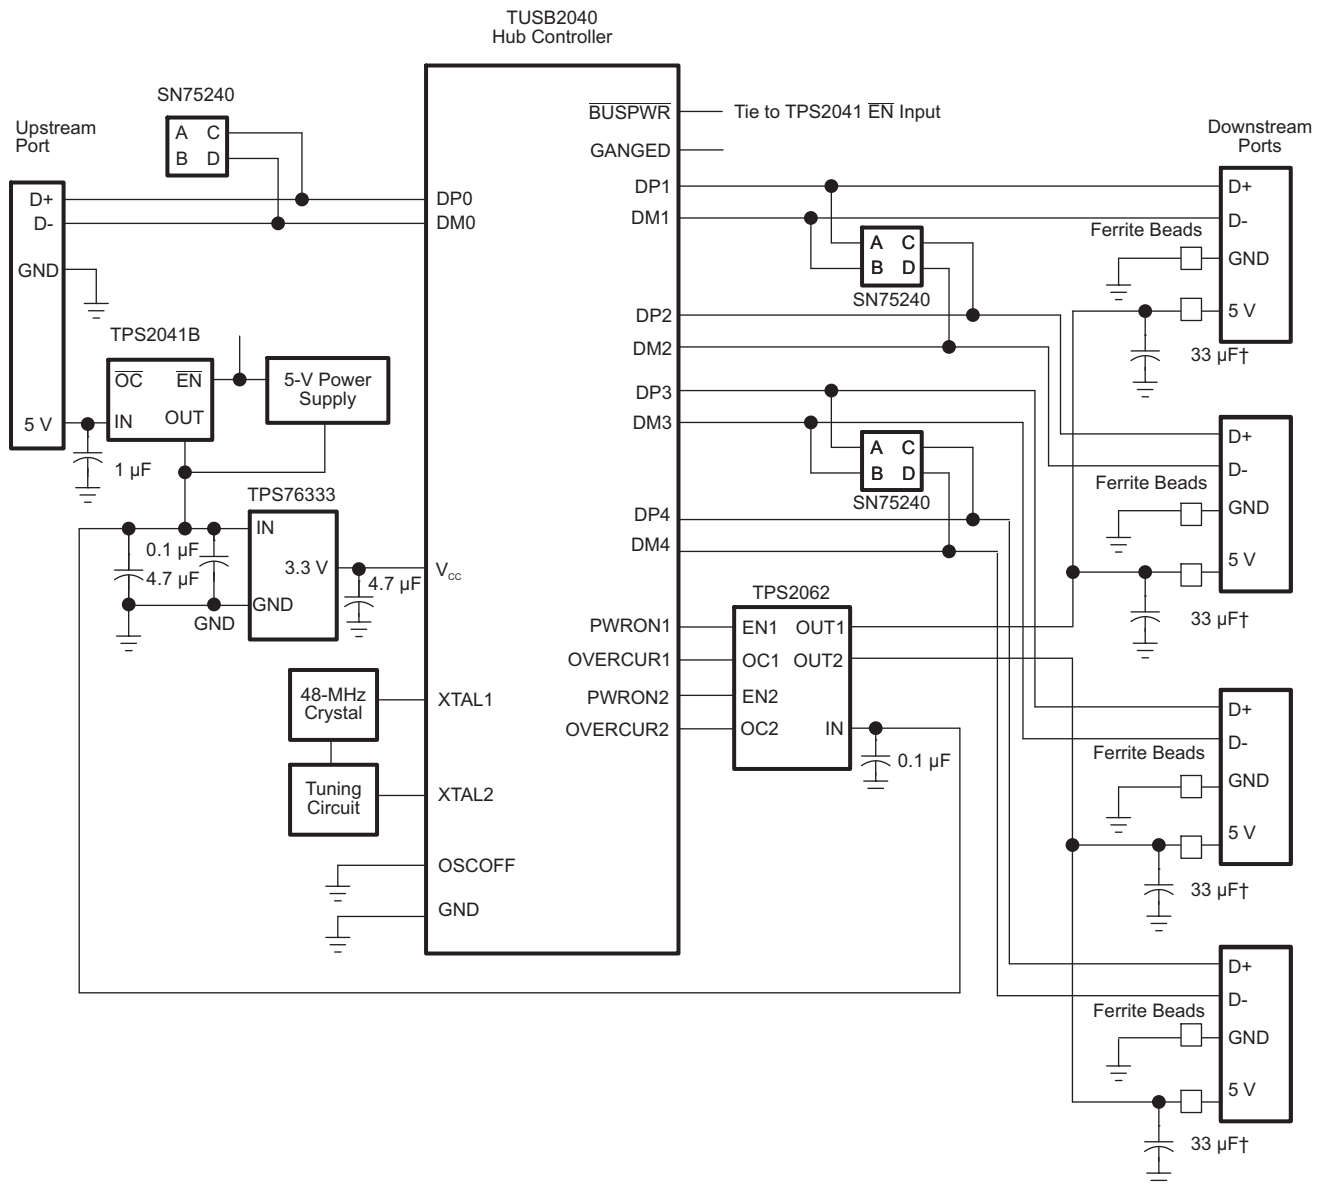 TUSB2040
Hub Controller
SN75240
A C
B D
Upstream
Port
D+
D-
GND
5 V
TPS2041B
OC EN
IN OUT
5-V Power
Supply
1 µF
TPS76333
IN
3.3 V
GND
0.1 µF
4.7 µF
GND
4.7 µF
48-MHz
Crystal
Tuning
Circuit
DP0
DM0
VCC
XTAL1
XTAL2
OSCOFF
GND
BUSPWR
Tie to TPS2041 EN Input
GANGED
DP1
DM1
DP2
DM2
DP3
DM3
DP4
DM4
PWRON1
OVERCUR1
PWRON2
OVERCUR2
A C
B D
SN75240
A C
B D
SN75240
TPS2062
EN1 OUT1
OC1 OUT2
EN2
OC2 IN
0.1 µF
Downstream
Ports
D+
D-
Ferrite Beads
GND
5 V
33 µF†
D+
D-
Ferrite Beads
GND
5 V
33 µF†
D+
D-
Ferrite Beads
GND
5 V
33 µF†
D+
D-
Ferrite Beads
GND
5 V
33 µF†